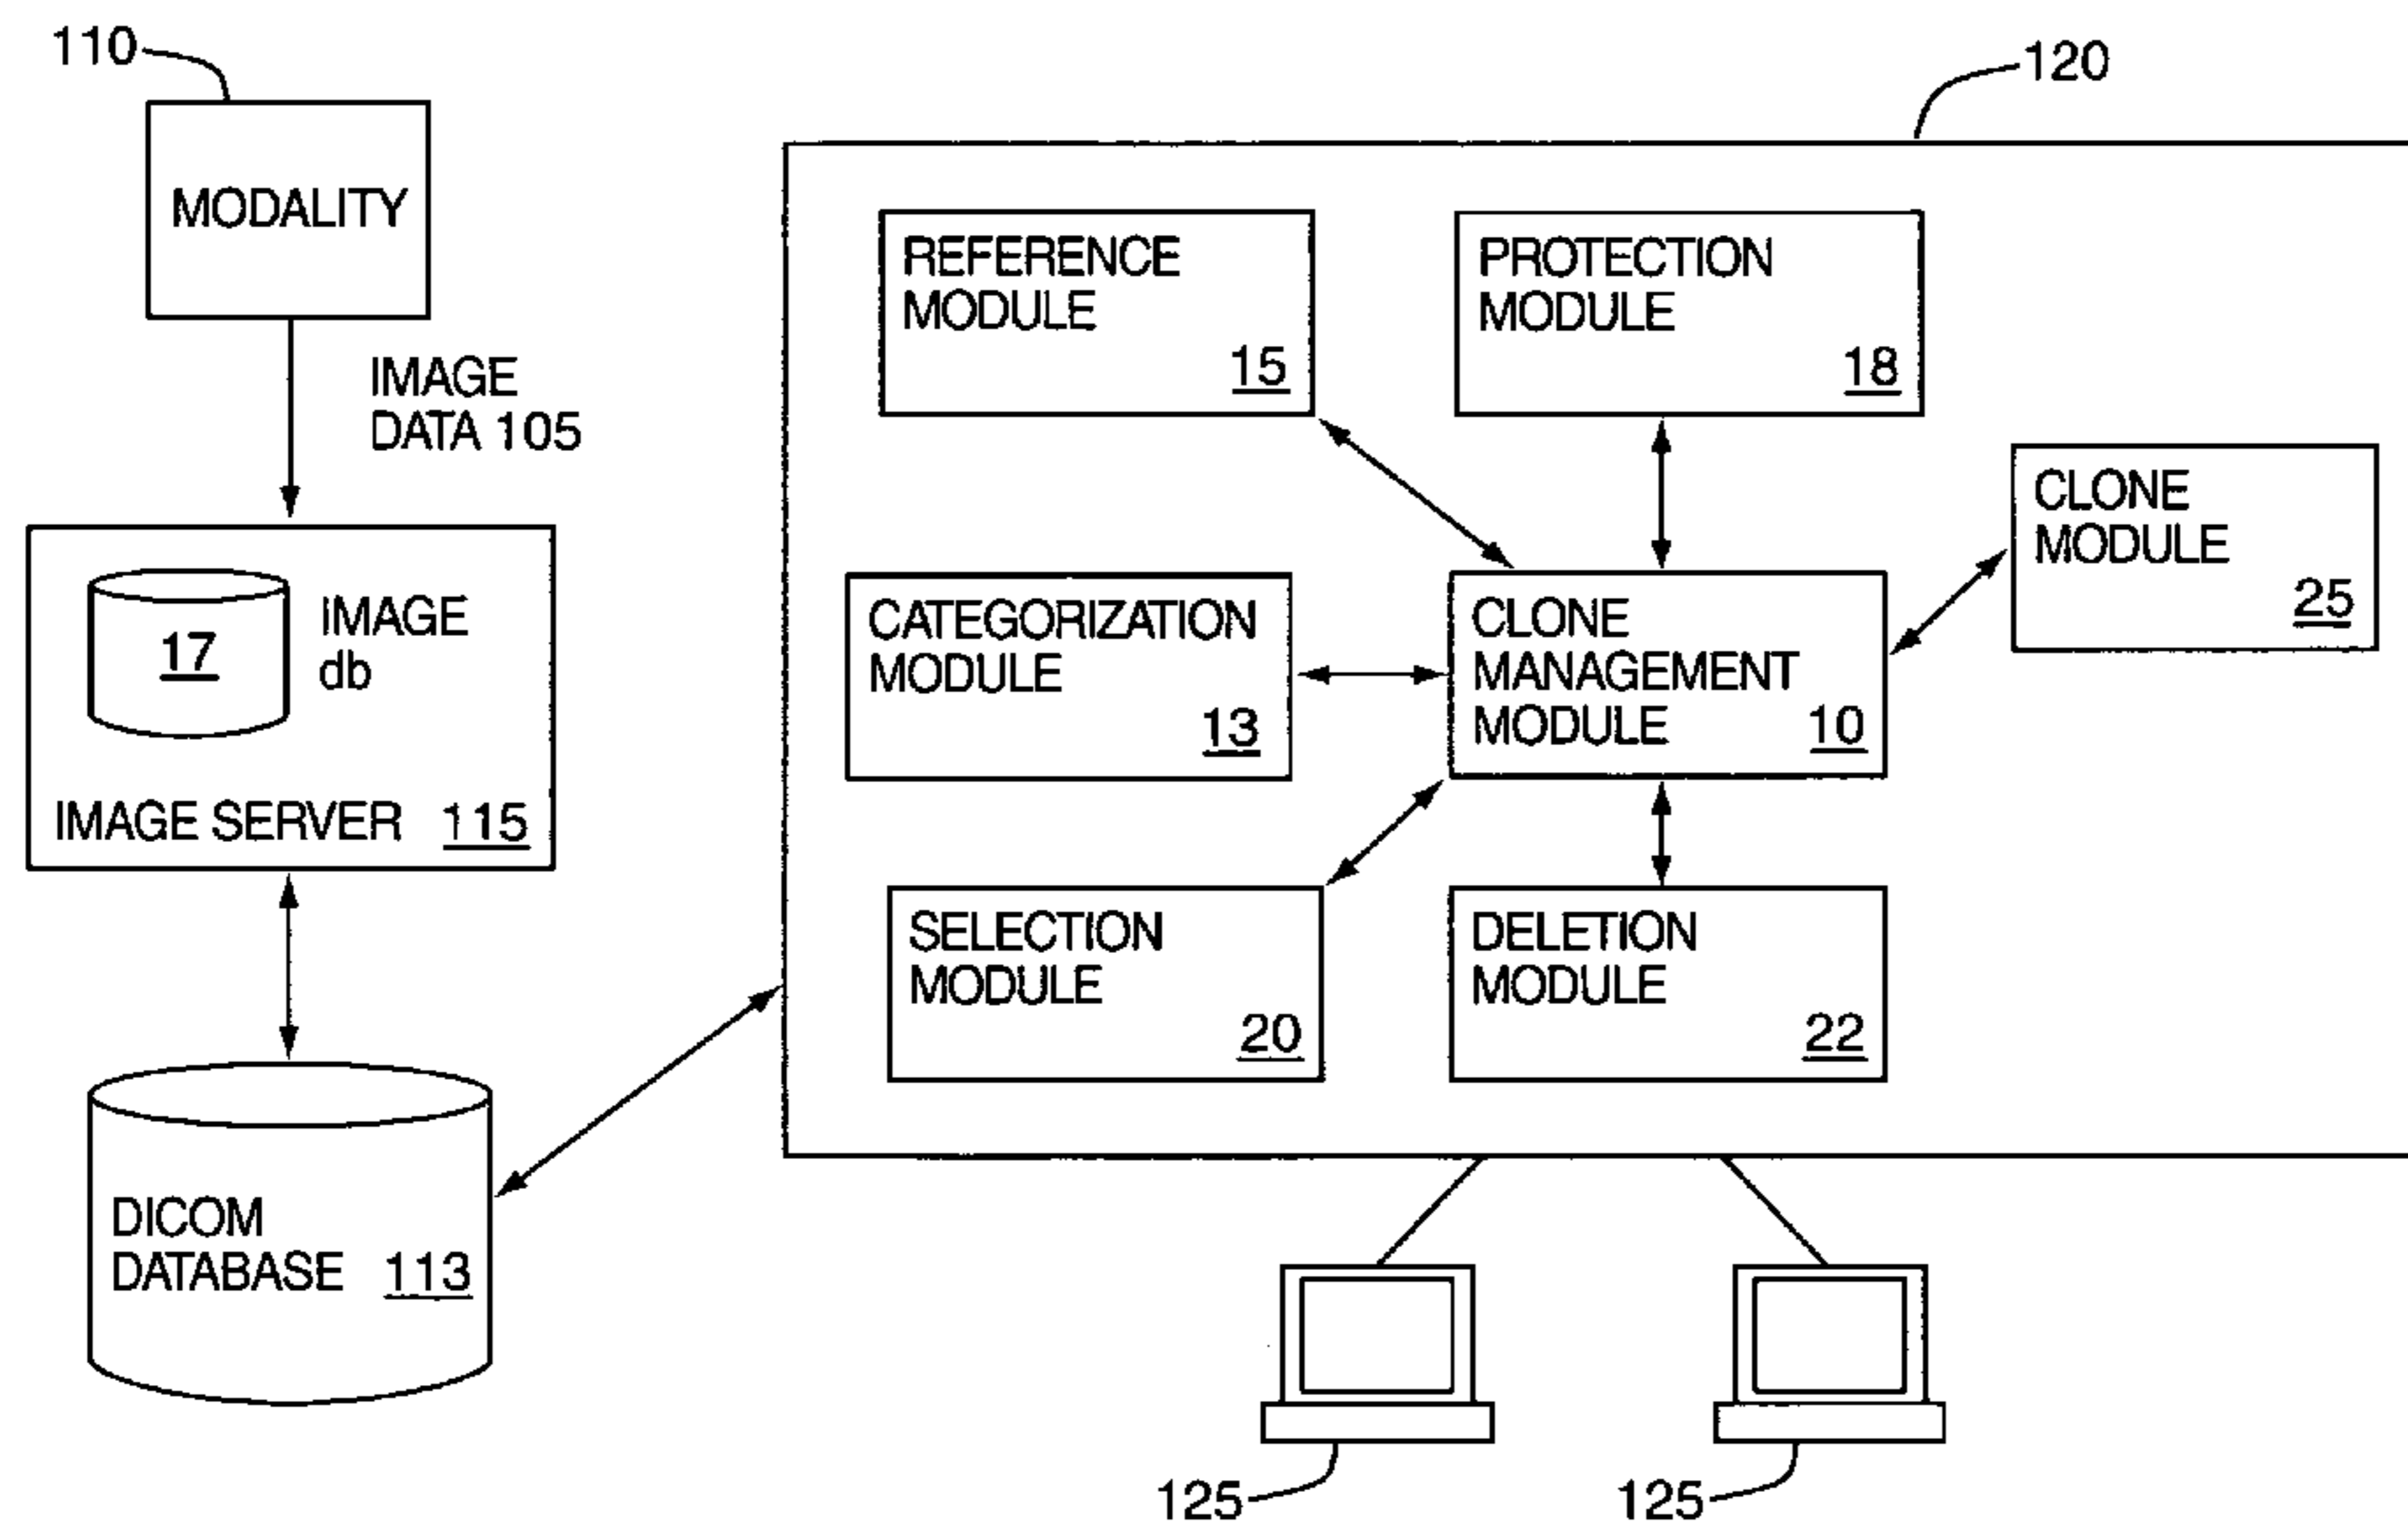 110
120
MODALITY
IMAGE
DATA 105
17
IMAGE
db
IMAGE SERVER 115
DICOM
DATABASE 113
REFERENCE
MODULE
15
PROTECTION
MODULE
18
CLONE
MODULE
25
CATEGORIZATION
MODULE
13
CLONE
MANAGEMENT
MODULE
10
SELECTION
MODULE
20
DELETION
MODULE
22
125
125